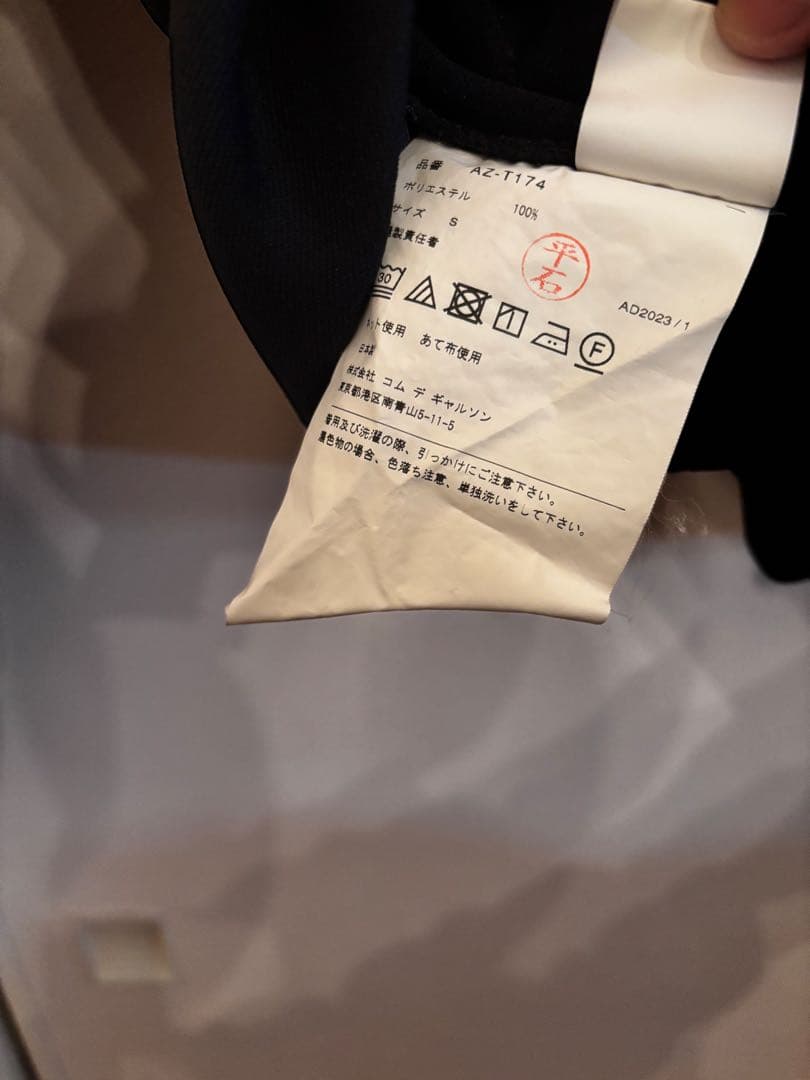 品番 AZ-T174
ポリエステル 100%
サイズ S
製責任者
平石
30
F
AD2023/1
ット使用 あて布使用
日本製
株式会社 コム デ ギャルソン
東京都港区南青山5-11-5
着用及び洗濯の際、引っかけにご注意下さい。
濃色物の場合、色落ち注意、単独洗いをして下さい。